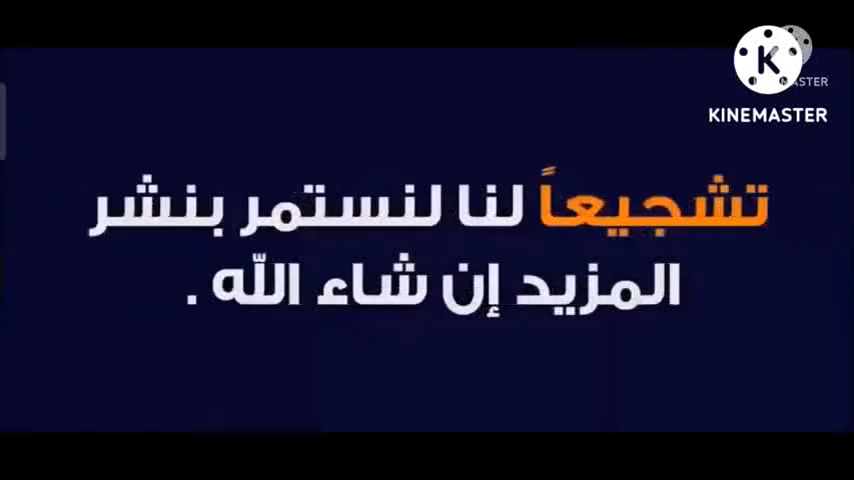 KINEMASTER
تشجيعاً لنا لنستمر بنشر
المزيد إن شاء الله .